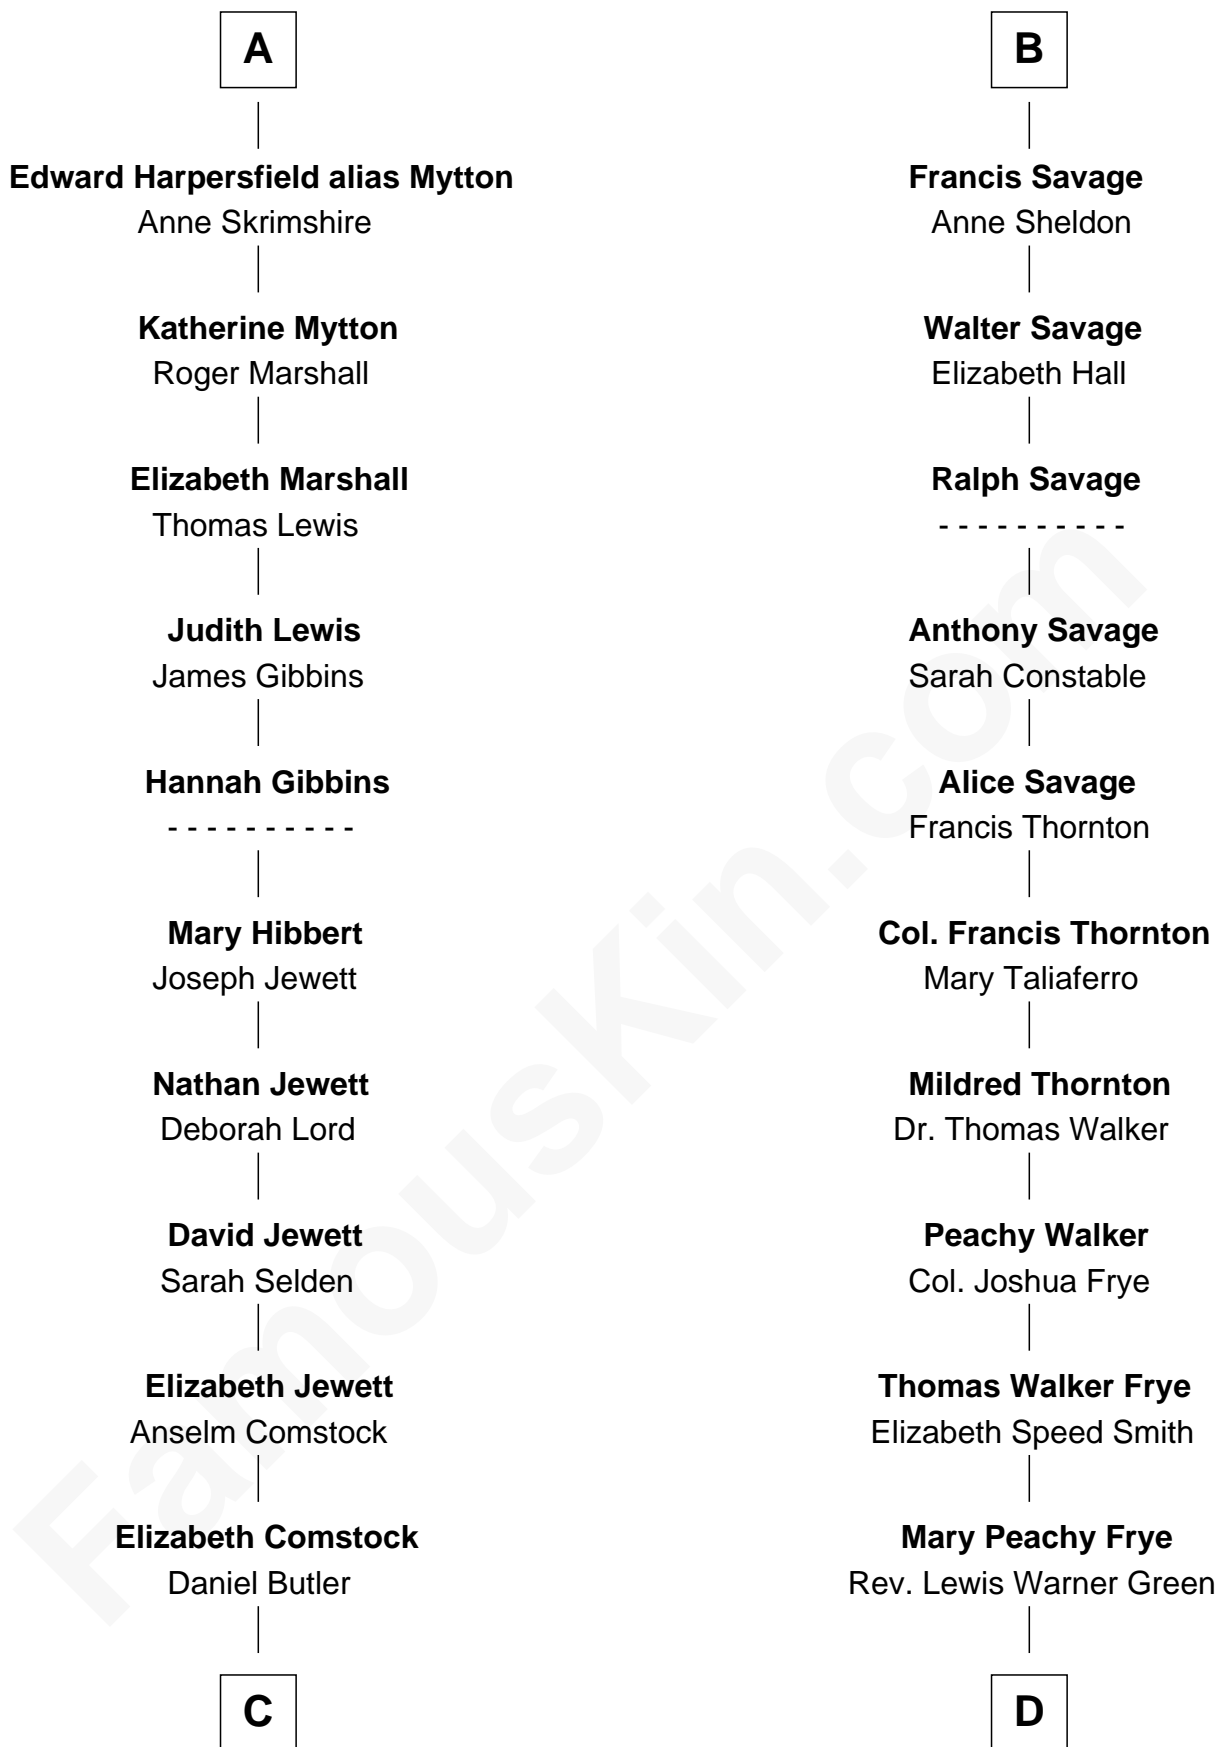 A
Edward Harpersfield alias Mytton
Anne Skrimshire
Katherine Mytton
Roger Marshall
Elizabeth Marshall
Thomas Lewis
Judith Lewis
James Gibbins
Hannah Gibbins
- - - - - - - - - -
Mary Hibbert
Joseph Jewett
Nathan Jewett
Deborah Lord
David Jewett
Sarah Selden
Elizabeth Jewett
Anselm Comstock
Elizabeth Comstock
Daniel Butler
C
B
Francis Savage
Anne Sheldon
Walter Savage
Elizabeth Hall
Ralph Savage
- - - - - - - - - -
Anthony Savage
Sarah Constable
Alice Savage
Francis Thornton
Col. Francis Thornton
Mary Taliaferro
Mildred Thornton
Dr. Thomas Walker
Peachy Walker
Col. Joshua Frye
Thomas Walker Frye
Elizabeth Speed Smith
Mary Peachy Frye
Rev. Lewis Warner Green
D
FamousKin.com